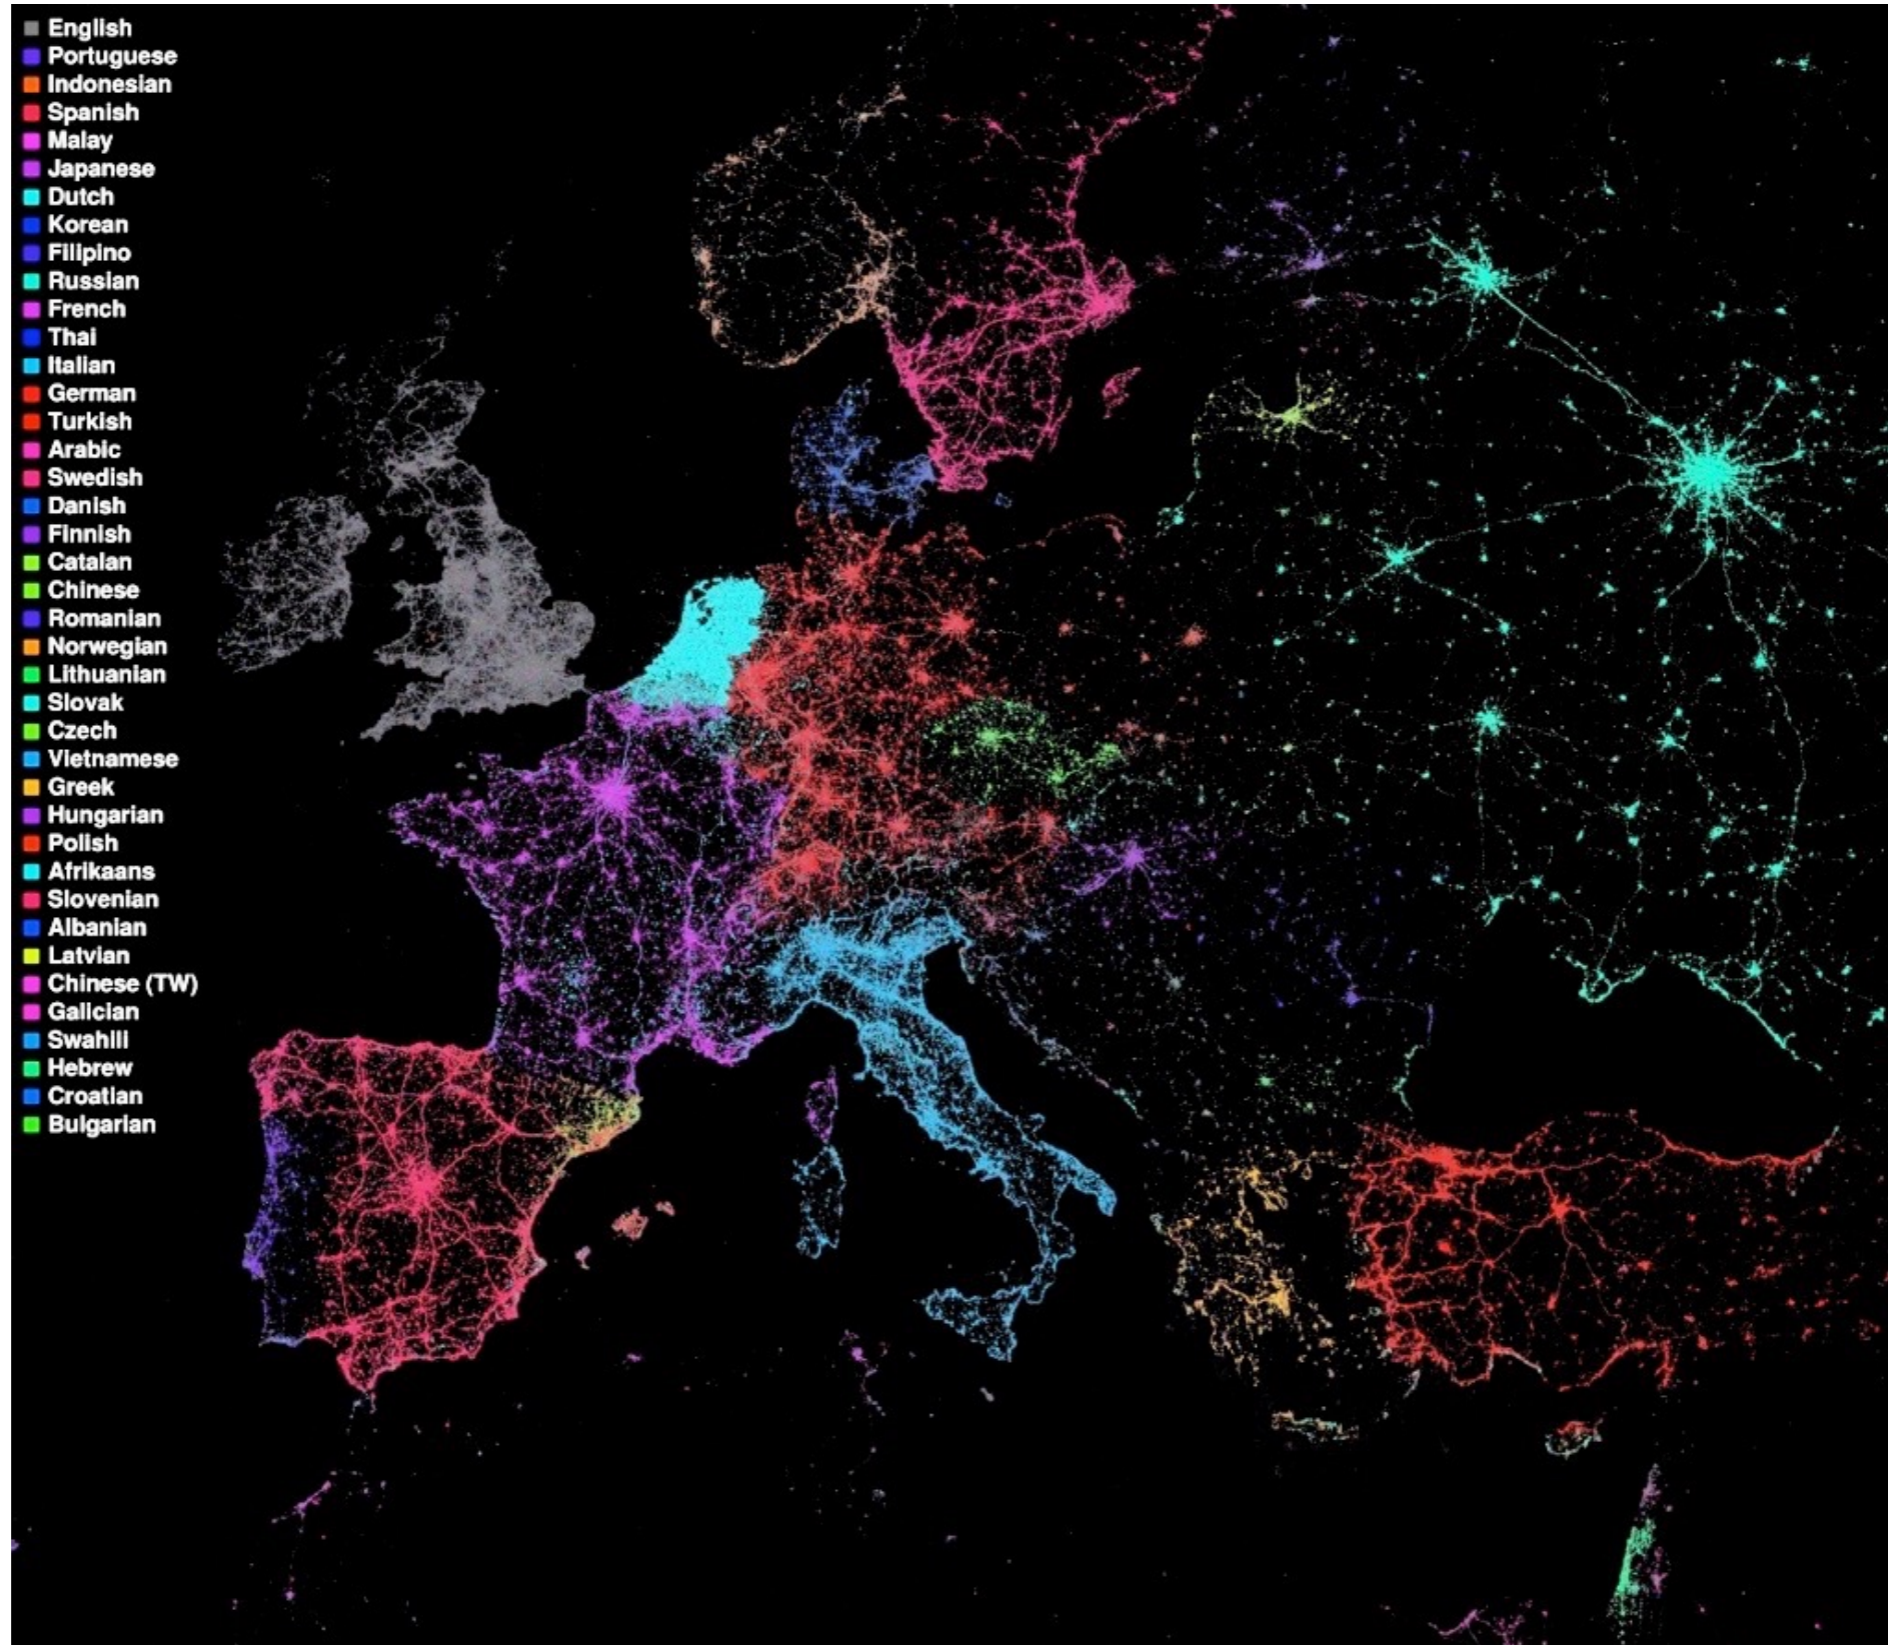 English
Portuguese
Indonesian
Spanish
Malay
Japanese
Dutch
Korean
Filipino
Russian
French
Thai
Italian
German
Turkish
Arabic
Swedish
Danish
Finnish
Catalan
Chinese
Romanian
Norwegian
Lithuanian
Slovak
Czech
Vietnamese
Greek
Hungarian
Polish
Afrikaans
Slovenian
Albanian
Latvian
Chinese (TW)
Galician
Swahili
Hebrew
Croatian
Bulgarian